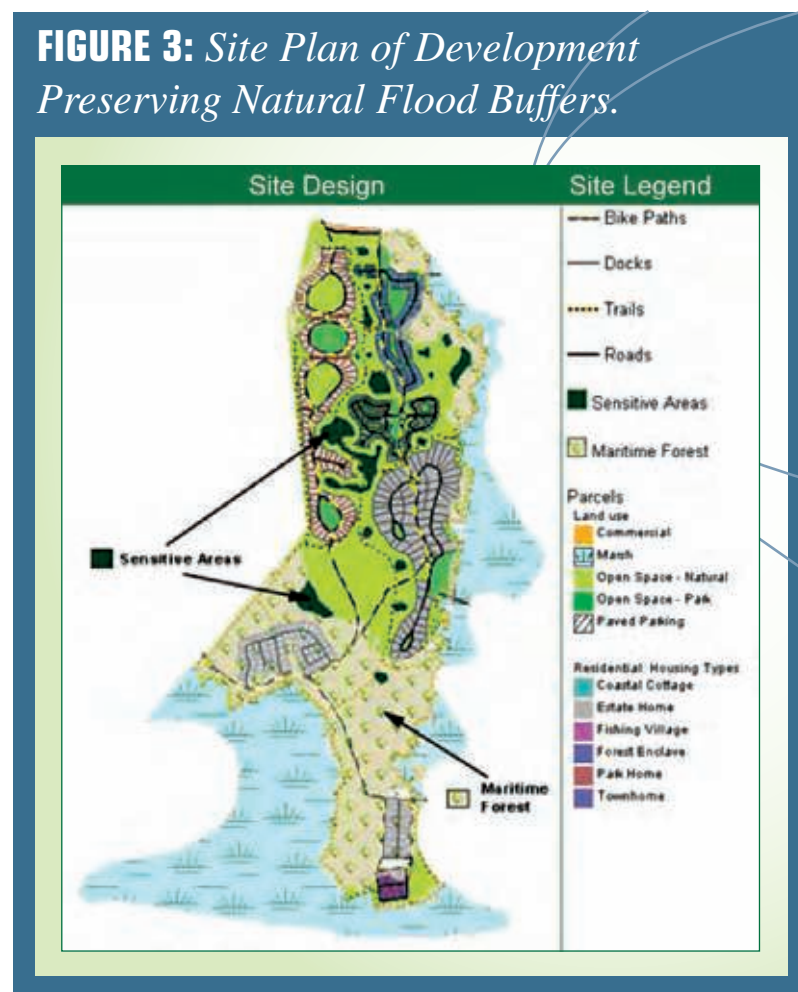 FIGURE 3: Site Plan of Development
Preserving Natural Flood Buffers.
Site Design
Site Legend
Bike Paths
Docks
Trails
Roads
Sensitive Areas
Maritime Forest
Parcels
Land use
Commercial
Marsh
Open Space - Natural
Open Space - Park
Paved Parking
Residential Housing Types
Coastal Cottage
Estate Home
Fishing Village
Forest Enclave
Park Home
Townhome
Sensitive Areas
Maritime
Forest